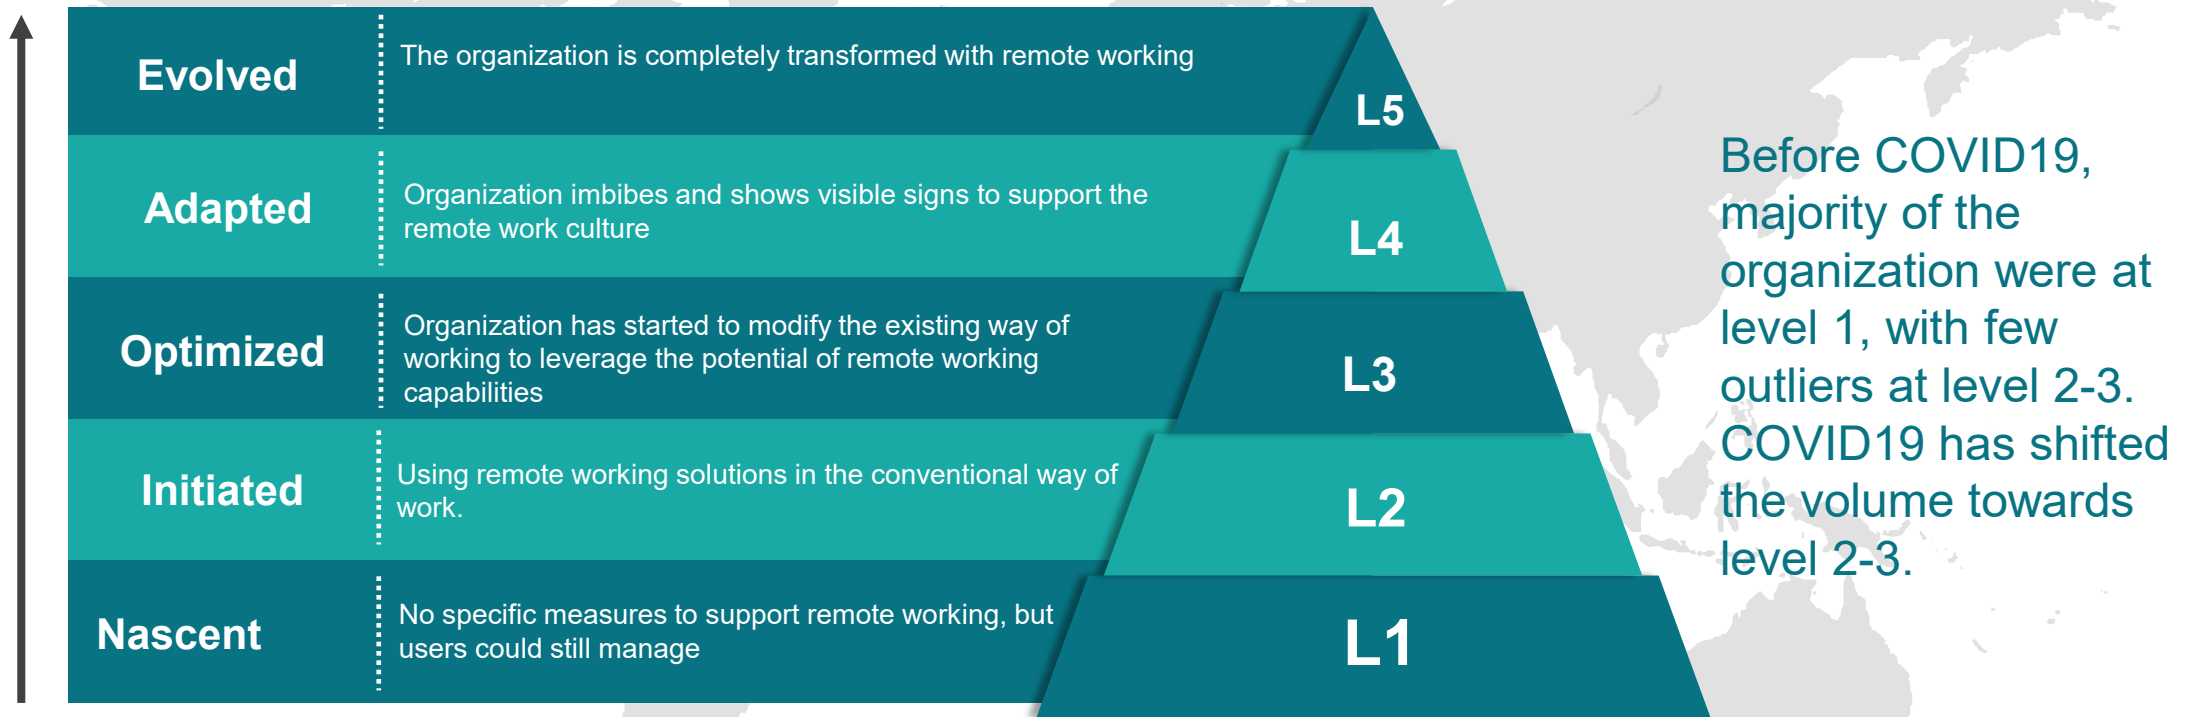 Evolved
The organization is completely transformed with remote working
L5
Adapted
Organization imbibes and shows visible signs to support the
remote work culture
L4
Optimized
Organization has started to modify the existing way of
working to leverage the potential of remote working
capabilities
L3
Initiated
Using remote working solutions in the conventional way of
work.
L2
Nascent
No specific measures to support remote working, but
users could still manage
L1
Before COVID19,
majority of the
organization were at
level 1, with few
outliers at level 2-3.
COVID19 has shifted
the volume towards
level 2-3.